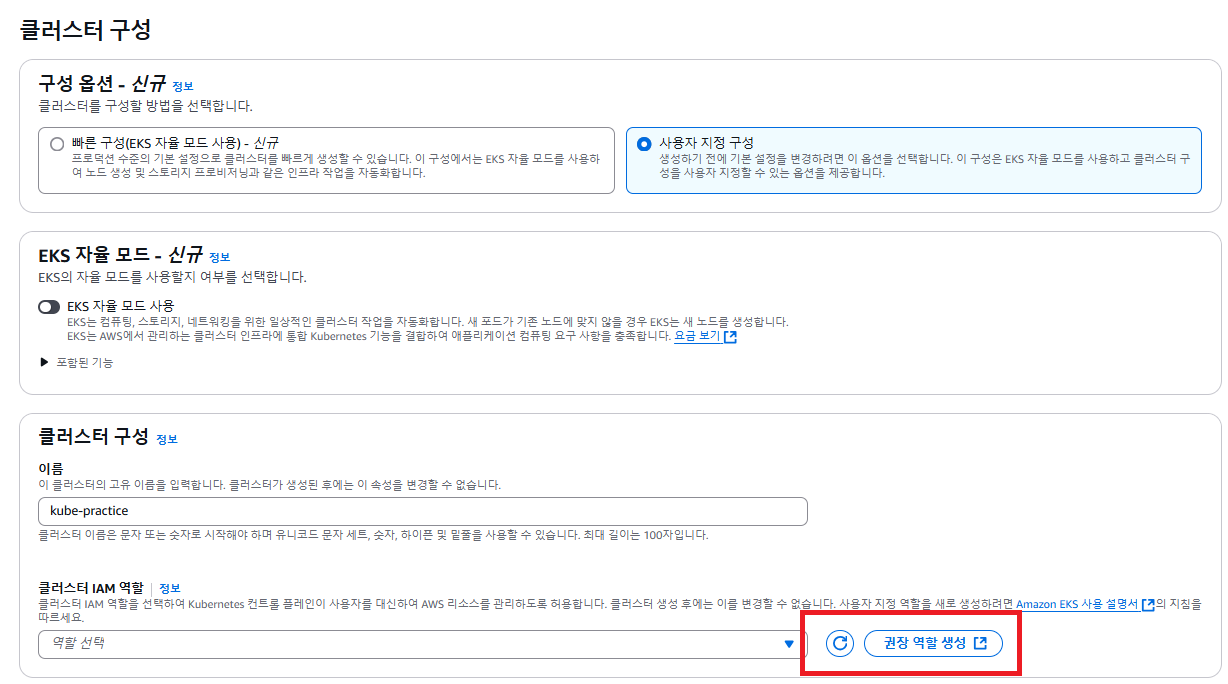 클러스터 구성
구성 옵션 - 신규 정보
클러스터를 구성할 방법을 선택합니다.
빠른 구성(EKS 자율 모드 사용) - 신규
프로덕션 수준의 기본 설정으로 클러스터를 빠르게 생성할 수 있습니다. 이 구성에서는 EKS 자율 모드를 사용하
여 노드 생성 및 스토리지 프로비저닝과 같은 인프라 작업을 자동화합니다.
사용자 지정 구성
생성하기 전에 기본 설정을 변경하려면 이 옵션을 선택합니다. 이 구성은 EKS 자율 모드를 사용하고 클러스터 구
성을 사용자 지정할 수 있는 옵션을 제공합니다.
EKS 자율 모드 - 신규 정보
EKS의 자율 모드를 사용할지 여부를 선택합니다.
EKS 자율 모드 사용
EKS는 컴퓨팅, 스토리지, 네트워킹을 위한 일상적인 클러스터 작업을 자동화합니다. 새 포드가 기존 노드에 맞지 않을 경우 EKS는 새 노드를 생성합니다.
EKS는 AWS에서 관리하는 클러스터 인프라에 통합 Kubernetes 기능을 결합하여 애플리케이션 컴퓨팅 요구 사항을 충족합니다. 요금 보기
포함된 기능
클러스터 구성 정보
이름
이 클러스터의 고유 이름을 입력합니다. 클러스터가 생성된 후에는 이 속성을 변경할 수 없습니다.
kube-practice
클러스터 이름은 문자 또는 숫자로 시작해야 하며 유니코드 문자 세트, 숫자, 하이픈 및 밑줄을 사용할 수 있습니다. 최대 길이는 100자입니다.
클러스터 IAM 역할 정보
클러스터 IAM 역할을 선택하여 Kubernetes 컨트롤 플레인이 사용자를 대신하여 AWS 리소스를 관리하도록 허용합니다. 클러스터 생성 후에는 이를 변경할 수 없습니다. 사용자 지정 역할을 새로 생성하려면 Amazon EKS 사용 설명서의 지침을
따르세요.
역할 선택
권장 역할 생성